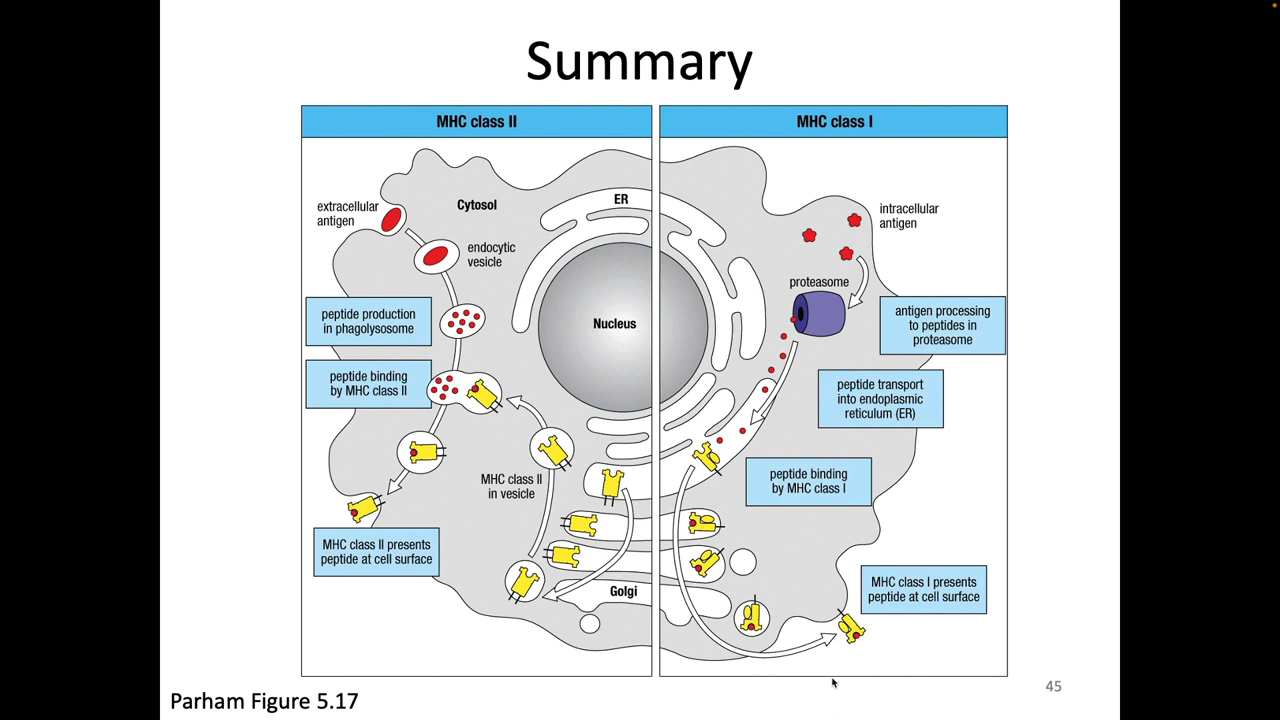 Summary
MHC class II
MHC class I
extracellular
antigen
Cytosol
endocytic
vesicle
ER
intracellular
antigen
proteasome
peptide production
in phagolysosome
Nucleus
antigen processing
to peptides in
proteasome
peptide binding
by MHC class II
peptide transport
into endoplasmic
reticulum (ER)
MHC class II
in vesicle
peptide binding
by MHC class I
MHC class II presents
peptide at cell surface
Golgi
MHC class I presents
peptide at cell surface
Parham Figure 5.17
45